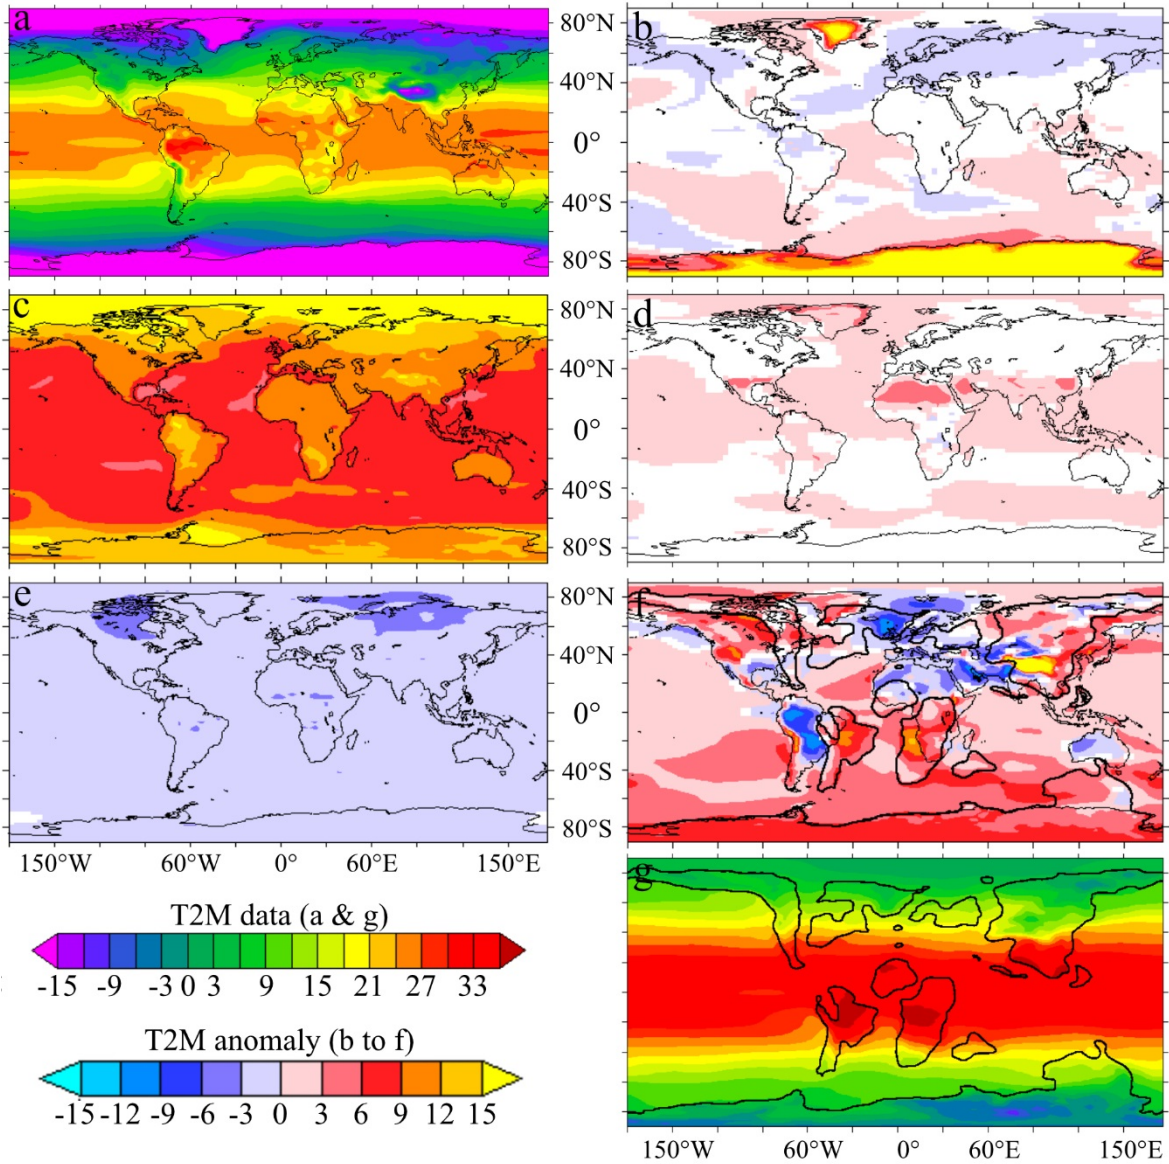 a
b
80°N
40°N
0°
40°S
80°S
c
d
80°N
40°N
0°
40°S
80°S
e
f
80°N
40°N
0°
40°S
80°S
150°W 60°W 0° 60°E 150°E
g
T2M data (a & g)
-15 -9 -3 0 3 9 15 21 27 33
T2M anomaly (b to f)
-15 -12 -9 -6 -3 0 3 6 9 12 15
150°W 60°W 0° 60°E 150°E